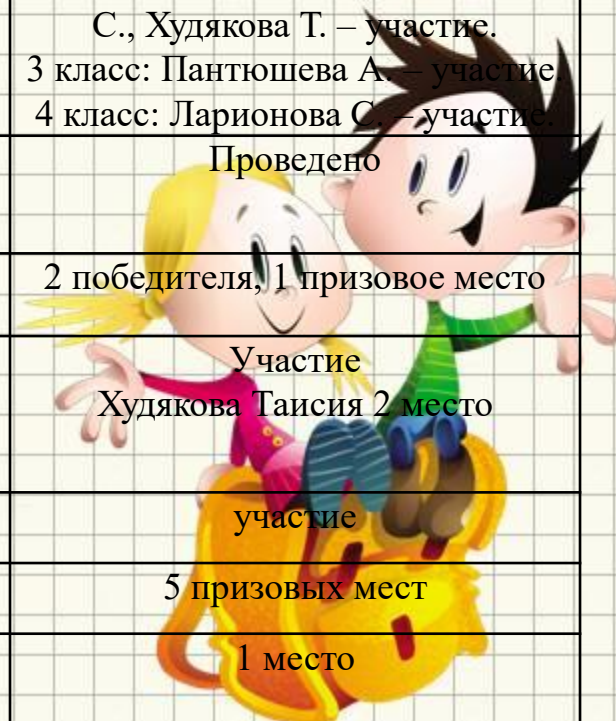 С., Худякова Т. – участие.
3 класс: Пантюшева А. – участие.
4 класс: Ларионова С. – участие.
Проведено
2 победителя, 1 призовое место
Участие
Худякова Таисия 2 место
участие
5 призовых мест
1 место